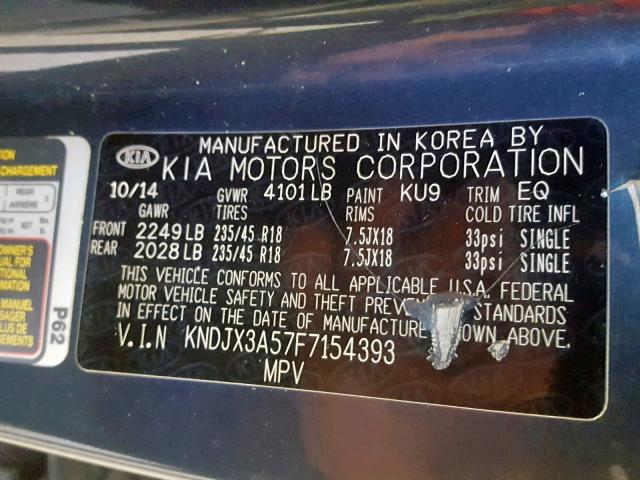 MANUFACTURED IN KOREA BY
KIA KIA MOTORS CORPORATION
10/14 GVWR 4101LB PAINT KU9 TRIM EQ
GAWR TIRES COLD TIRE INFL
FRONT 2249LB 235/45 R18 7.5JX18 33psi SINGLE
REAR 2028LB 235/45 R18 7.5JX18 33psi SINGLE
THIS VEHICLE CONFORMS TO ALL APPLICABLE U.S.A. FEDERAL
MOTOR VEHICLE SAFETY AND THEFT STANDARDS
IN EFFECT ON THE DATE OF MANUFACTURE ABOVE.
V.I.N KNDJX3A57F7154393
MPV
REAR
ARRIÈRE
P62